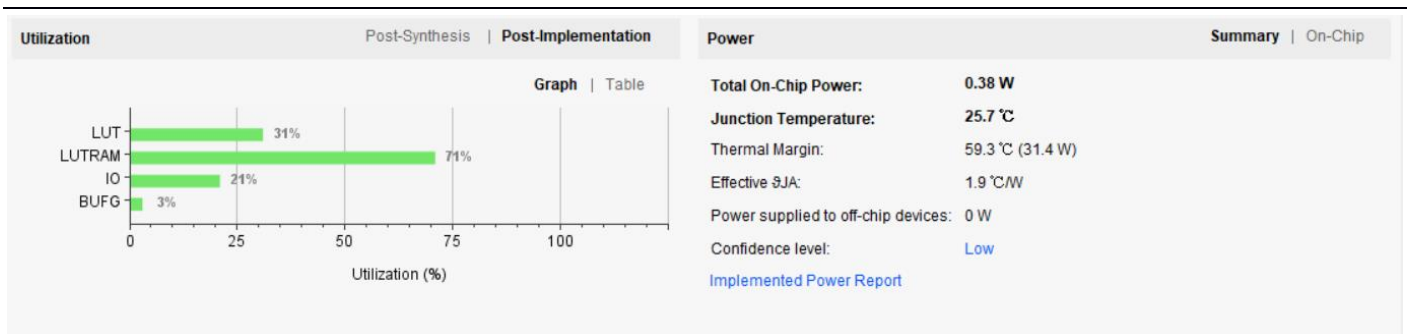 Utilization
Post-Synthesis | Post-Implementation
Graph | Table
LUT
31%
LUTRAM
71%
IO
21%
BUFG
3%
0 25 50 75 100
Utilization (%)
Power
Summary | On-Chip
Total On-Chip Power: 0.38 W
Junction Temperature: 25.7 ℃
Thermal Margin: 59.3 ℃ (31.4 W)
Effective ϑJA: 1.9 ℃/W
Power supplied to off-chip devices: 0 W
Confidence level: Low
Implemented Power Report